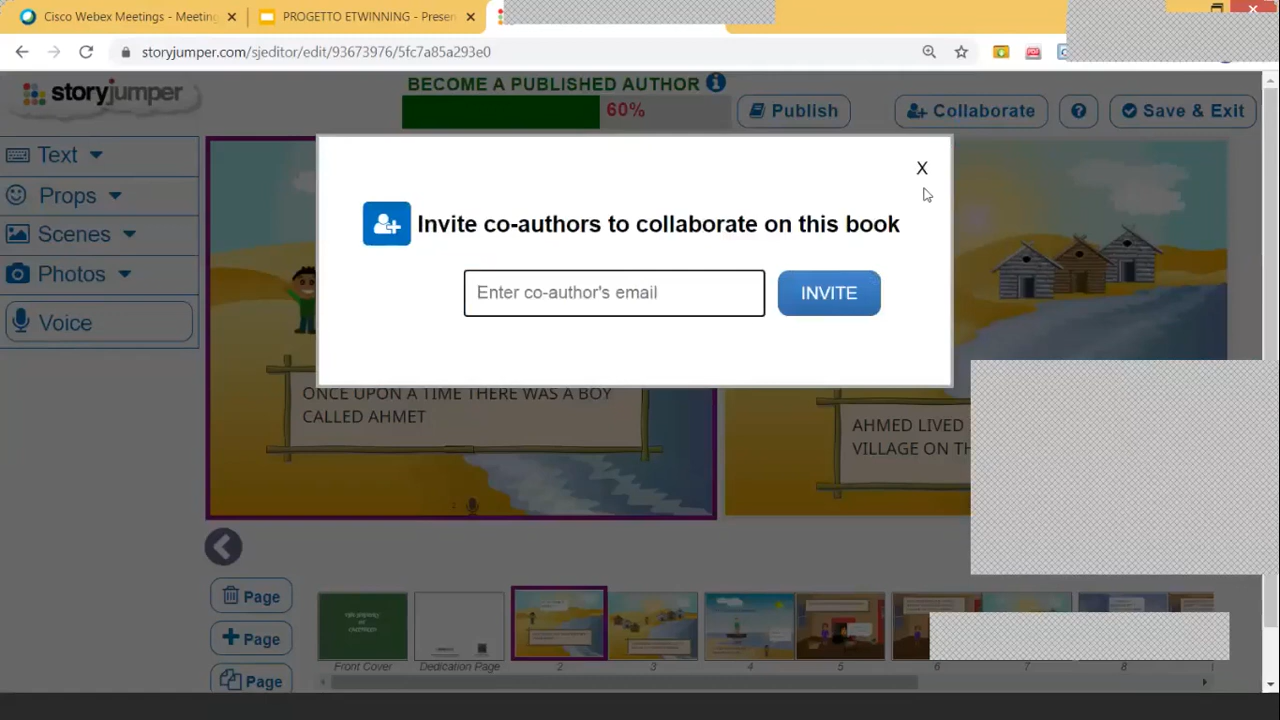 Cisco Webex Meetings - Meetin
PROGETTO ETWINNING - Presen
storyjumper.com/sjeditor/edit/93673976/5fc7a85a293e0
storyjumper
BECOME A PUBLISHED AUTHOR
60%
Publish
Collaborate
Save & Exit
Text
Props
Scenes
Photos
Voice
X
Invite co-authors to collaborate on this book
Enter co-author's email
INVITE
ONCE UPON A TIME THERE WAS A BOY
CALLED AHMET
AHMED LIVED
VILLAGE ON TH
Page
Page
Page
Front Cover
Dedication Page
2
3
4
5
6
7
8